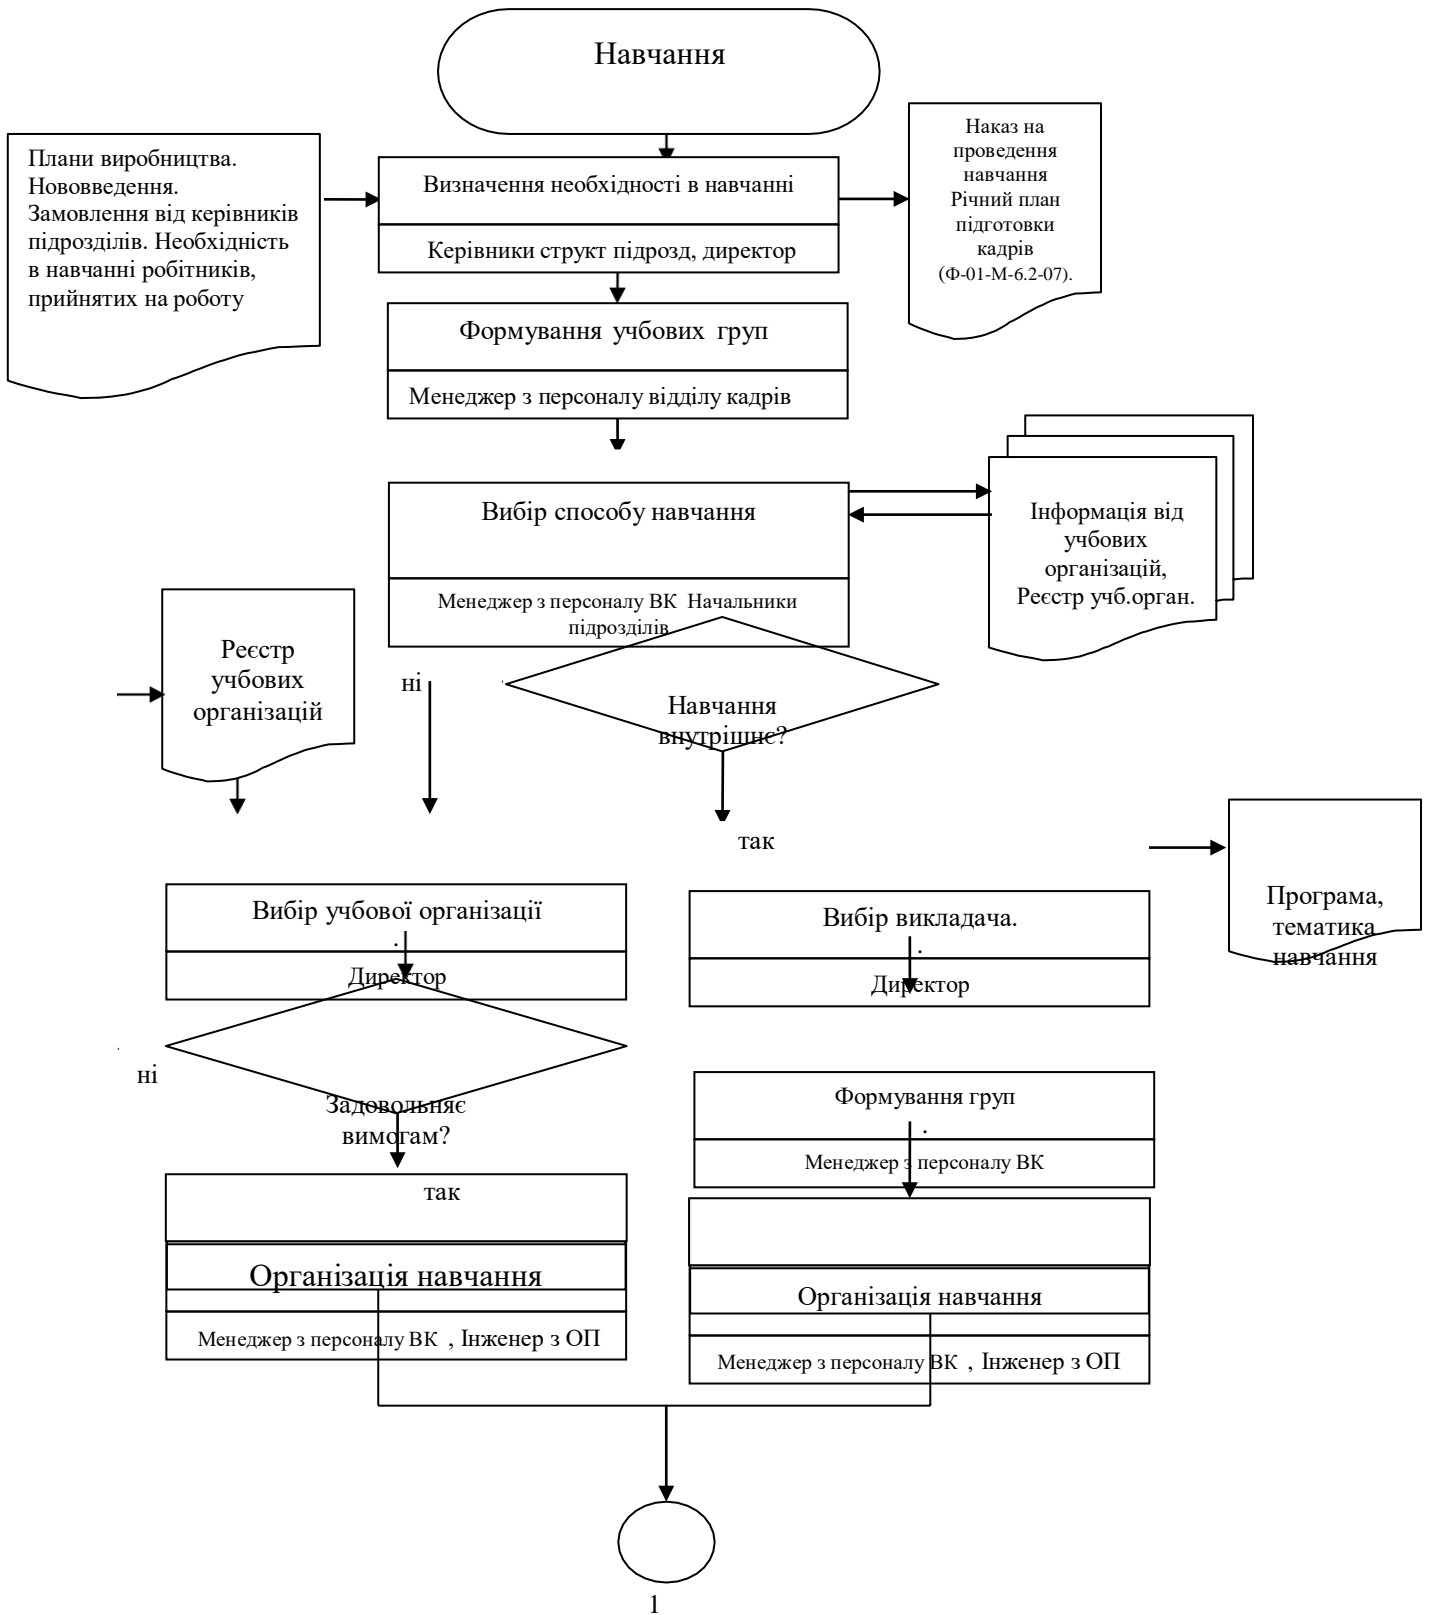 Навчання
Плани виробництва.
Нововведення.
Замовлення від керівників
підрозділів. Необхідність
в навчанні робітників,
прийнятих на роботу
Визначення необхідності в навчанні
Керівники структ підрозд, директор
Наказ на
проведення
навчання
Річний план
підготовки
кадрів
(Ф-01-М-6.2-07).
Формування учбових груп
Менеджер з персоналу відділу кадрів
Вибір способу навчання
Менеджер з персоналу ВК Начальники
підрозділів
Інформація від
учбових
організацій,
Реєстр учб.орган.
Реєстр
учбових
організацій
ні
Навчання
внутрішнє?
так
Програма,
тематика
навчання
Вибір учбової організації
.
Директор
Вибір викладача.
.
Директор
ні
Задовольняє
вимогам?
так
Формування груп
.
Менеджер з персоналу ВК
Організація навчання
Менеджер з персоналу ВК , Інженер з ОП
Організація навчання
Менеджер з персоналу ВК , Інженер з ОП
1